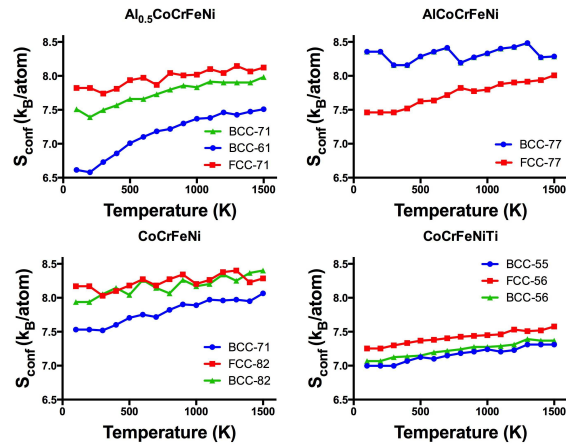 Al0.5CoCrFeNi
8.5
8.0
7.5
7.0
6.5
Sconf (kB/atom)
0
500
1000
1500
Temperature (K)
BCC-71
BCC-61
FCC-71
AlCoCrFeNi
8.5
8.0
7.5
7.0
6.5
Sconf (kB/atom)
0
500
1000
1500
Temperature (K)
BCC-77
FCC-77
CoCrFeNi
8.5
8.0
7.5
7.0
6.5
Sconf (kB/atom)
0
500
1000
1500
Temperature (K)
BCC-71
FCC-82
BCC-82
CoCrFeNiTi
8.5
8.0
7.5
7.0
6.5
Sconf (kB/atom)
0
500
1000
1500
Temperature (K)
BCC-55
FCC-56
BCC-56